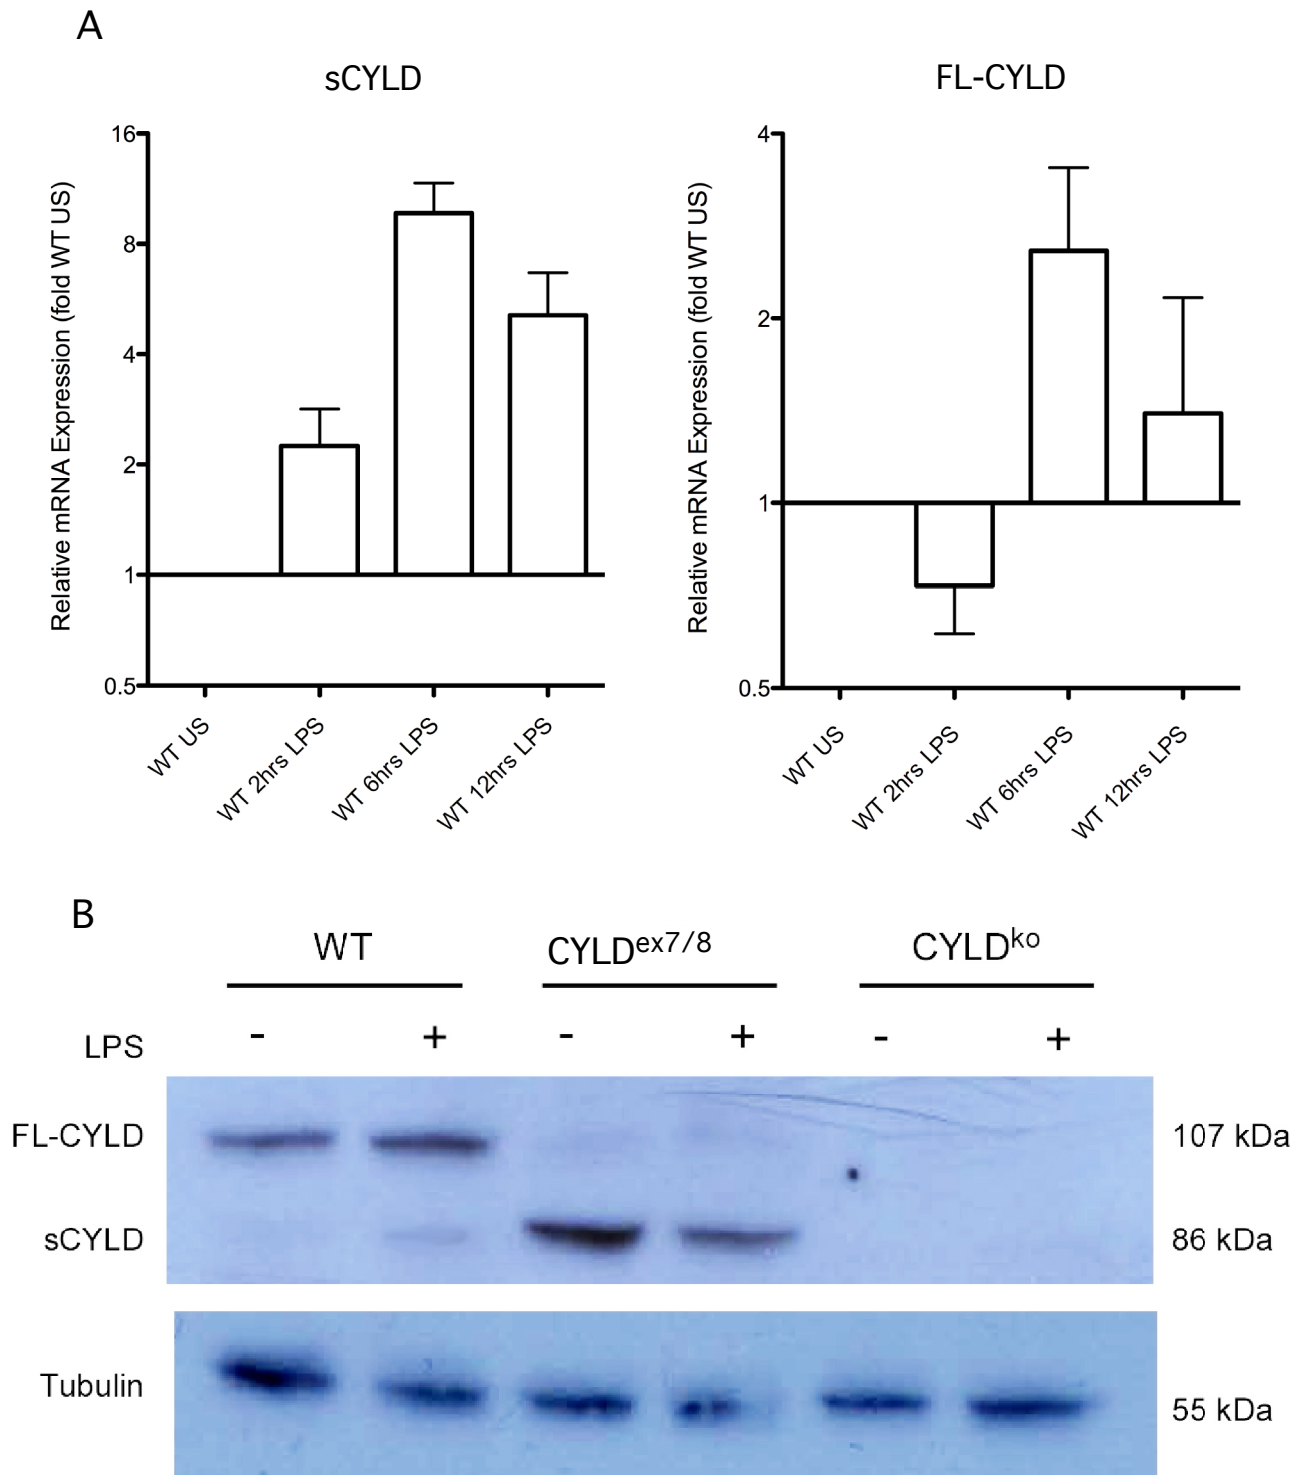 A
sCYLD
FL-CYLD
Relative mRNA Expression (fold WT US)
16
8
4
2
1
0.5
WT US
WT 2hrs LPS
WT 6hrs LPS
WT 12hrs LPS
Relative mRNA Expression (fold WT US)
4
2
1
0.5
WT US
WT 2hrs LPS
WT 6hrs LPS
WT 12hrs LPS
B
WT CYLDex7/8 CYLDko
LPS - + - + - +
FL-CYLD 107 kDa
sCYLD 86 kDa
Tubulin 55 kDa